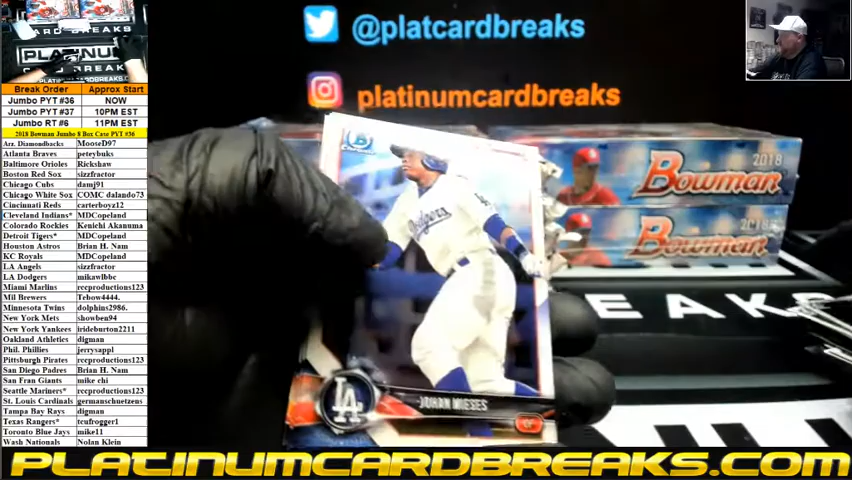 @platcardbreaks
platinumcardbreaks
CARD BREAKS
PLATINUM
Break Order Approx Start
Jumbo PYT #36 NOW
Jumbo PYT #37 10PM EST
Jumbo RT #6 11PM EST
2018 Bowman Jumbo 8 Box Case PYT #36
Arz. Diamondbacks MooseD97
Atlanta Braves peteybuks
Baltimore Orioles Rickshaw
Boston Red Sox sizzfractor
Chicago Cubs damj91
Chicago White Sox COMC dalando73
Cincinnati Reds carterboyz12
Cleveland Indians* MDCopeland
Colorado Rockies Kenichi Akanuma
Detroit Tigers* MDCopeland
Houston Astros Brian H. Nam
KC Royals MDCopeland
LA Angels sizzfractor
LA Dodgers mikawlbbc
Miami Marlins rccproductions123
Mil Brewers Tebow4444.
Minnesota Twins dolphins2986.
New York Mets showben94
New York Yankees irideburton2211
Oakland Athletics digman
Phil. Phillies jerrysappl
Pittsburgh Pirates rccproductions123
San Diego Padres Brian H. Nam
San Fran Giants mike chi
Seattle Mariners* rccproductions123
St. Louis Cardinals germanschuetzens
Tampa Bay Rays digman
Texas Rangers* tcufrogger1
Toronto Blue Jays mike11
Wash Nationals Nolan Klein
Dodgers
LA
JOHAN MIESES
2018
Bowman
2018
Bowman
BREAK
PLATINUMCARDBREAKS.COM